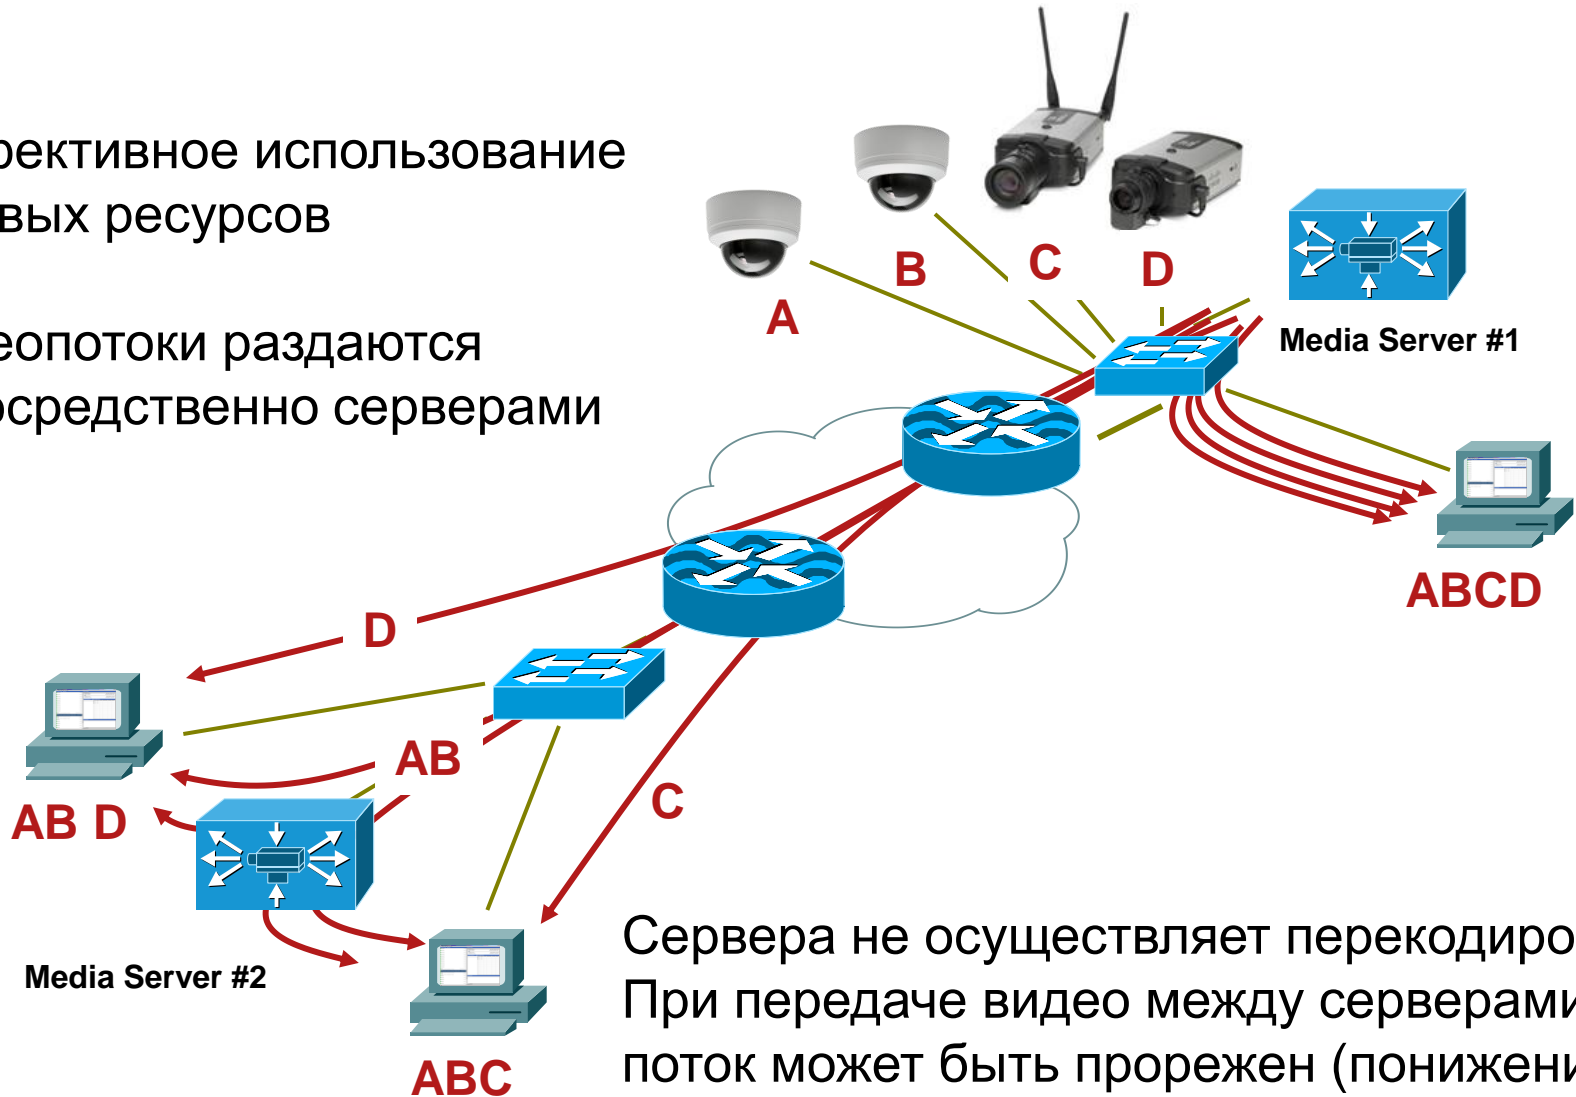 фективное использование
вых ресурсов
еопотоки раздаются
осредственно серверами
A
B
C
D
Media Server #1
ABCD
D
AB
C
AB D
Media Server #2
ABC
Сервера не осуществляет перекодиро
При передаче видео между серверами
поток может быть прорежен (понижени